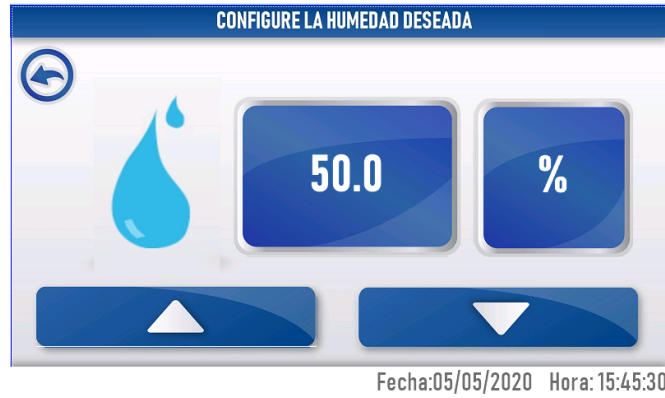 CONFIGURE LA HUMEDAD DESEADA
50.0 %
Fecha:05/05/2020 Hora: 15:45:30